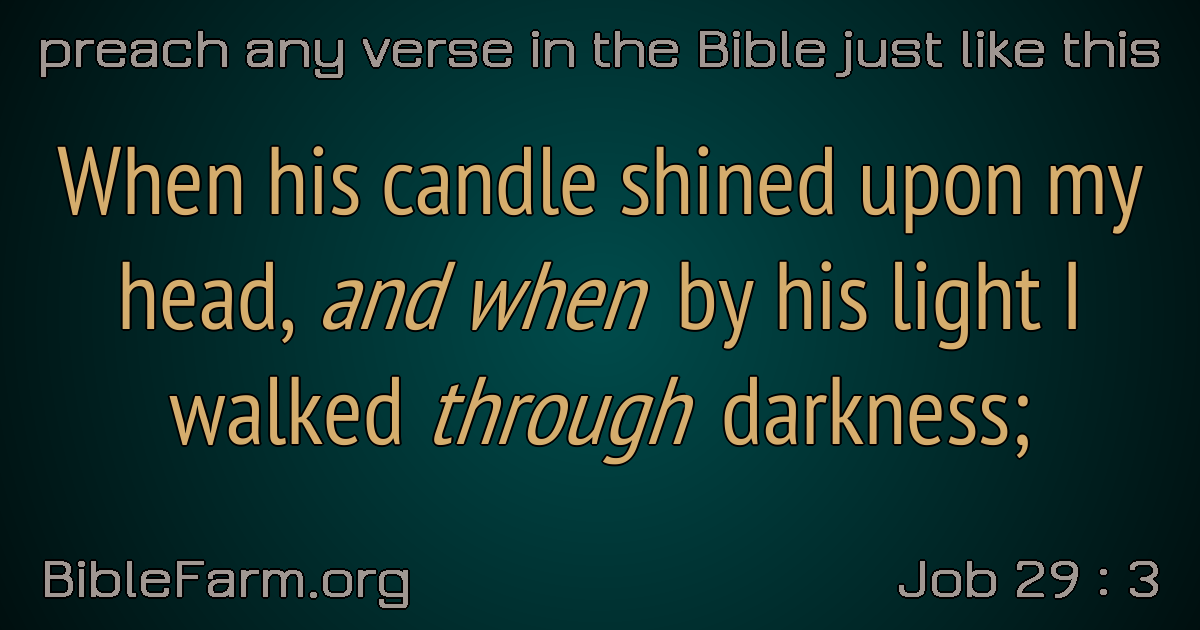 preach any verse in the Bible just like this
When his candle shined upon my
head, and when by his light I
walked through darkness;
BibleFarm.org
Job 29 : 3